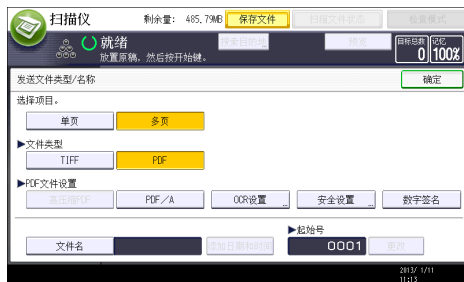 扫描仪
剩余量: 485.79MB
保存文件
扫描文件状态
检查模式
就绪
放置原稿，然后按开始键。
搜索目的地
预览
目标总数
0
记忆
100%
发送文件类型/名称
确定
选择项目。
单页
多页
▶文件类型
TIFF
PDF
▶PDF文件设置
高压缩PDF
PDF/A
OCR设置
安全设置
数字签名
文件名
添加日期和时间
▶起始号
0001
更改
2013/ 1/11
11:13